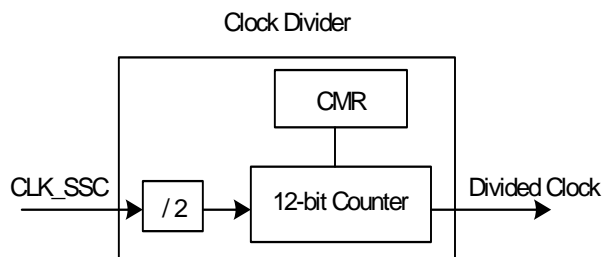 Clock Divider
CMR
CLK_SSC
/ 2
12-bit Counter
Divided Clock